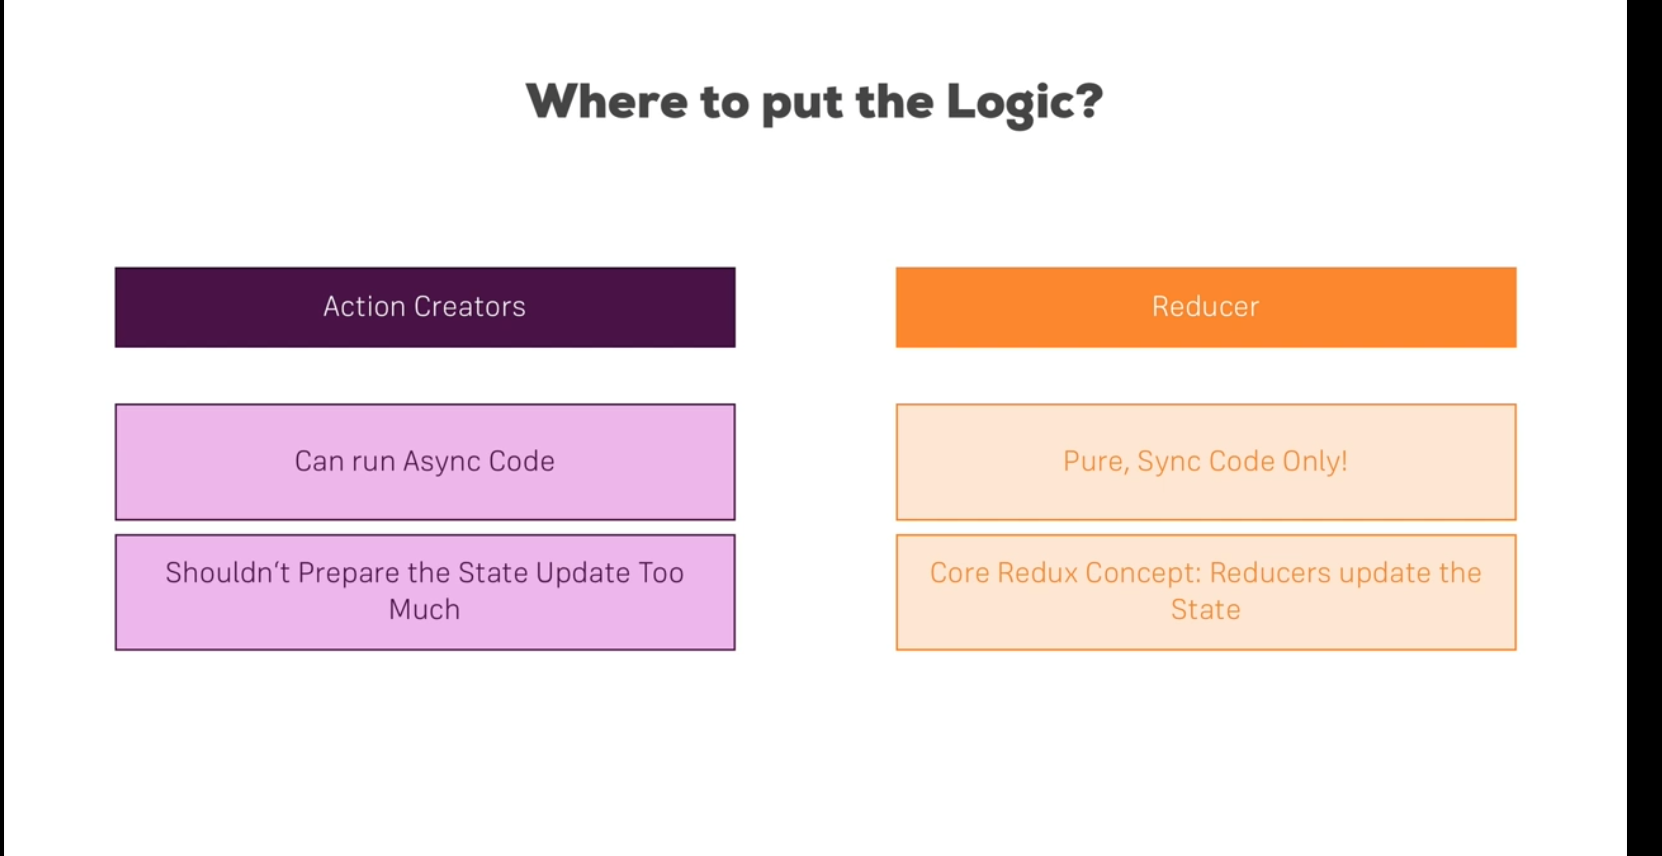 Where to put the Logic?
Action Creators
Can run Async Code
Shouldn't Prepare the State Update Too
Much
Reducer
Pure, Sync Code Only!
Core Redux Concept: Reducers update the
State